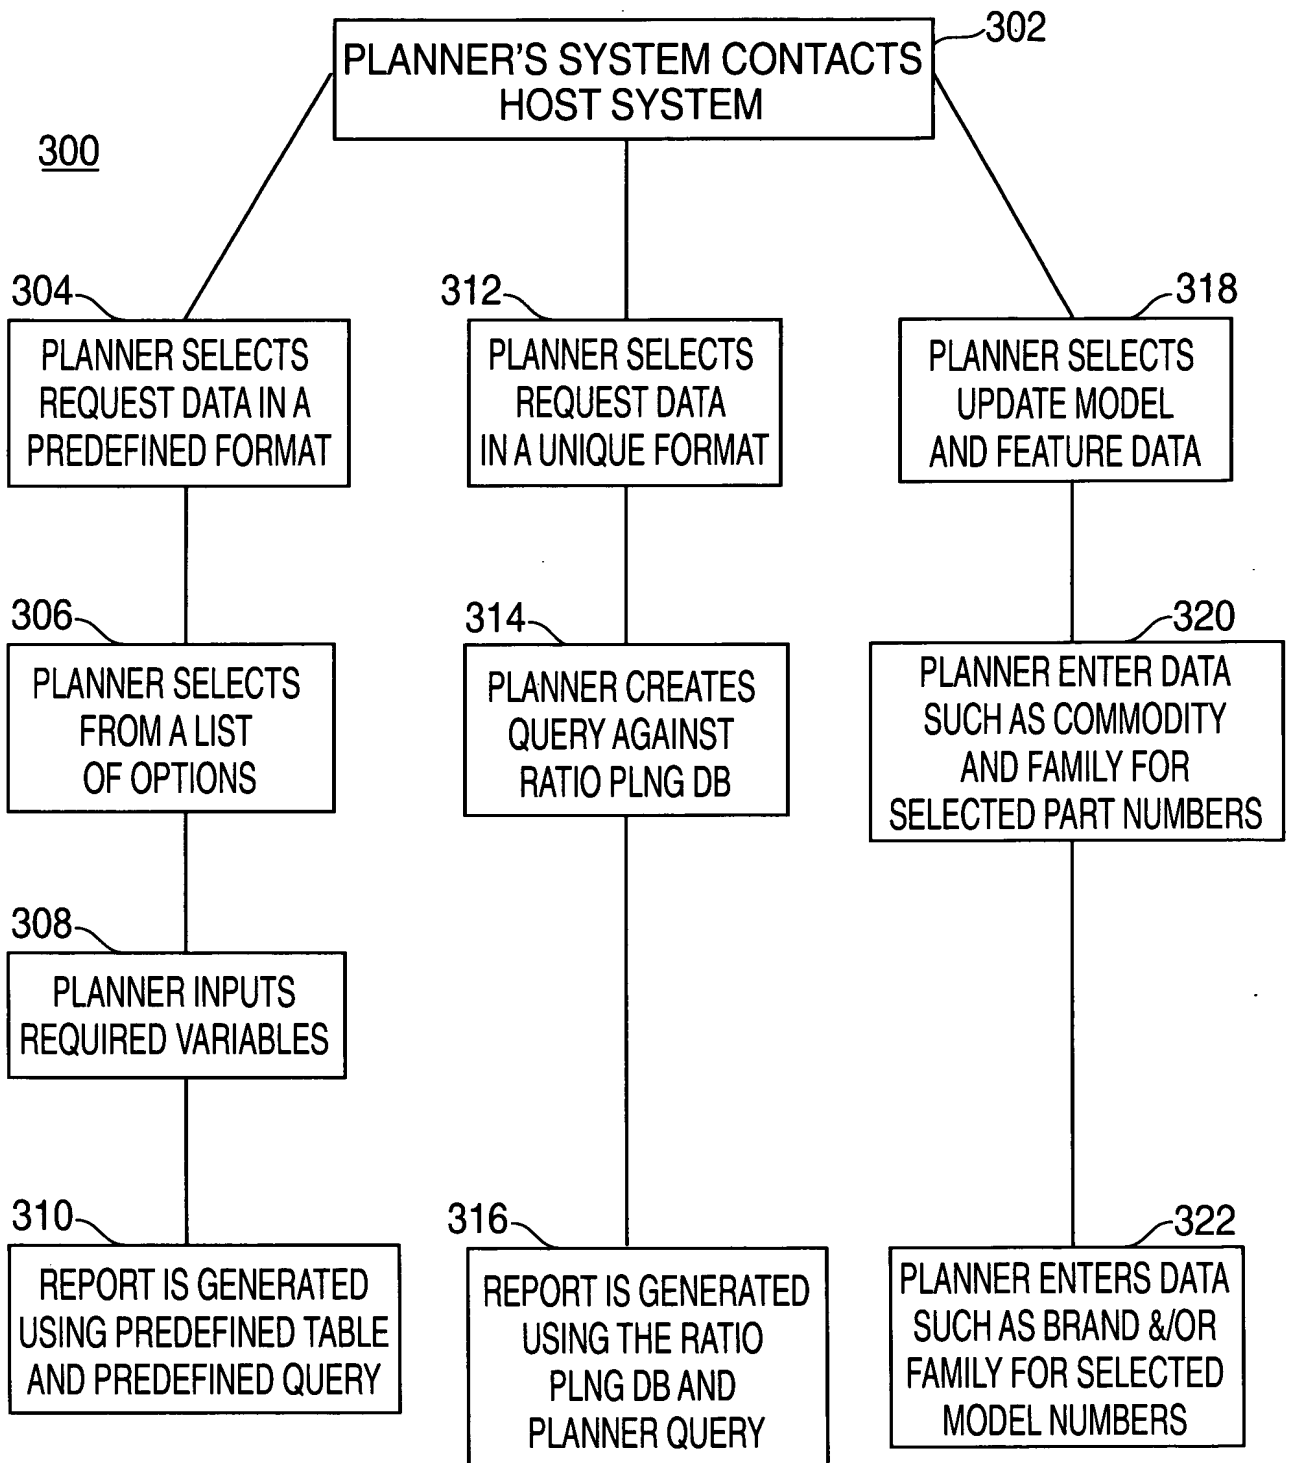 302
PLANNER'S SYSTEM CONTACTS
HOST SYSTEM
300
304
PLANNER SELECTS
REQUEST DATA IN A
PREDEFINED FORMAT
312
PLANNER SELECTS
REQUEST DATA
IN A UNIQUE FORMAT
318
PLANNER SELECTS
UPDATE MODEL
AND FEATURE DATA
306
PLANNER SELECTS
FROM A LIST
OF OPTIONS
314
PLANNER CREATES
QUERY AGAINST
RATIO PLNG DB
320
PLANNER ENTER DATA
SUCH AS COMMODITY
AND FAMILY FOR
SELECTED PART NUMBERS
308
PLANNER INPUTS
REQUIRED VARIABLES
310
REPORT IS GENERATED
USING PREDEFINED TABLE
AND PREDEFINED QUERY
316
REPORT IS GENERATED
USING THE RATIO
PLNG DB AND
PLANNER QUERY
322
PLANNER ENTERS DATA
SUCH AS BRAND &/OR
FAMILY FOR SELECTED
MODEL NUMBERS